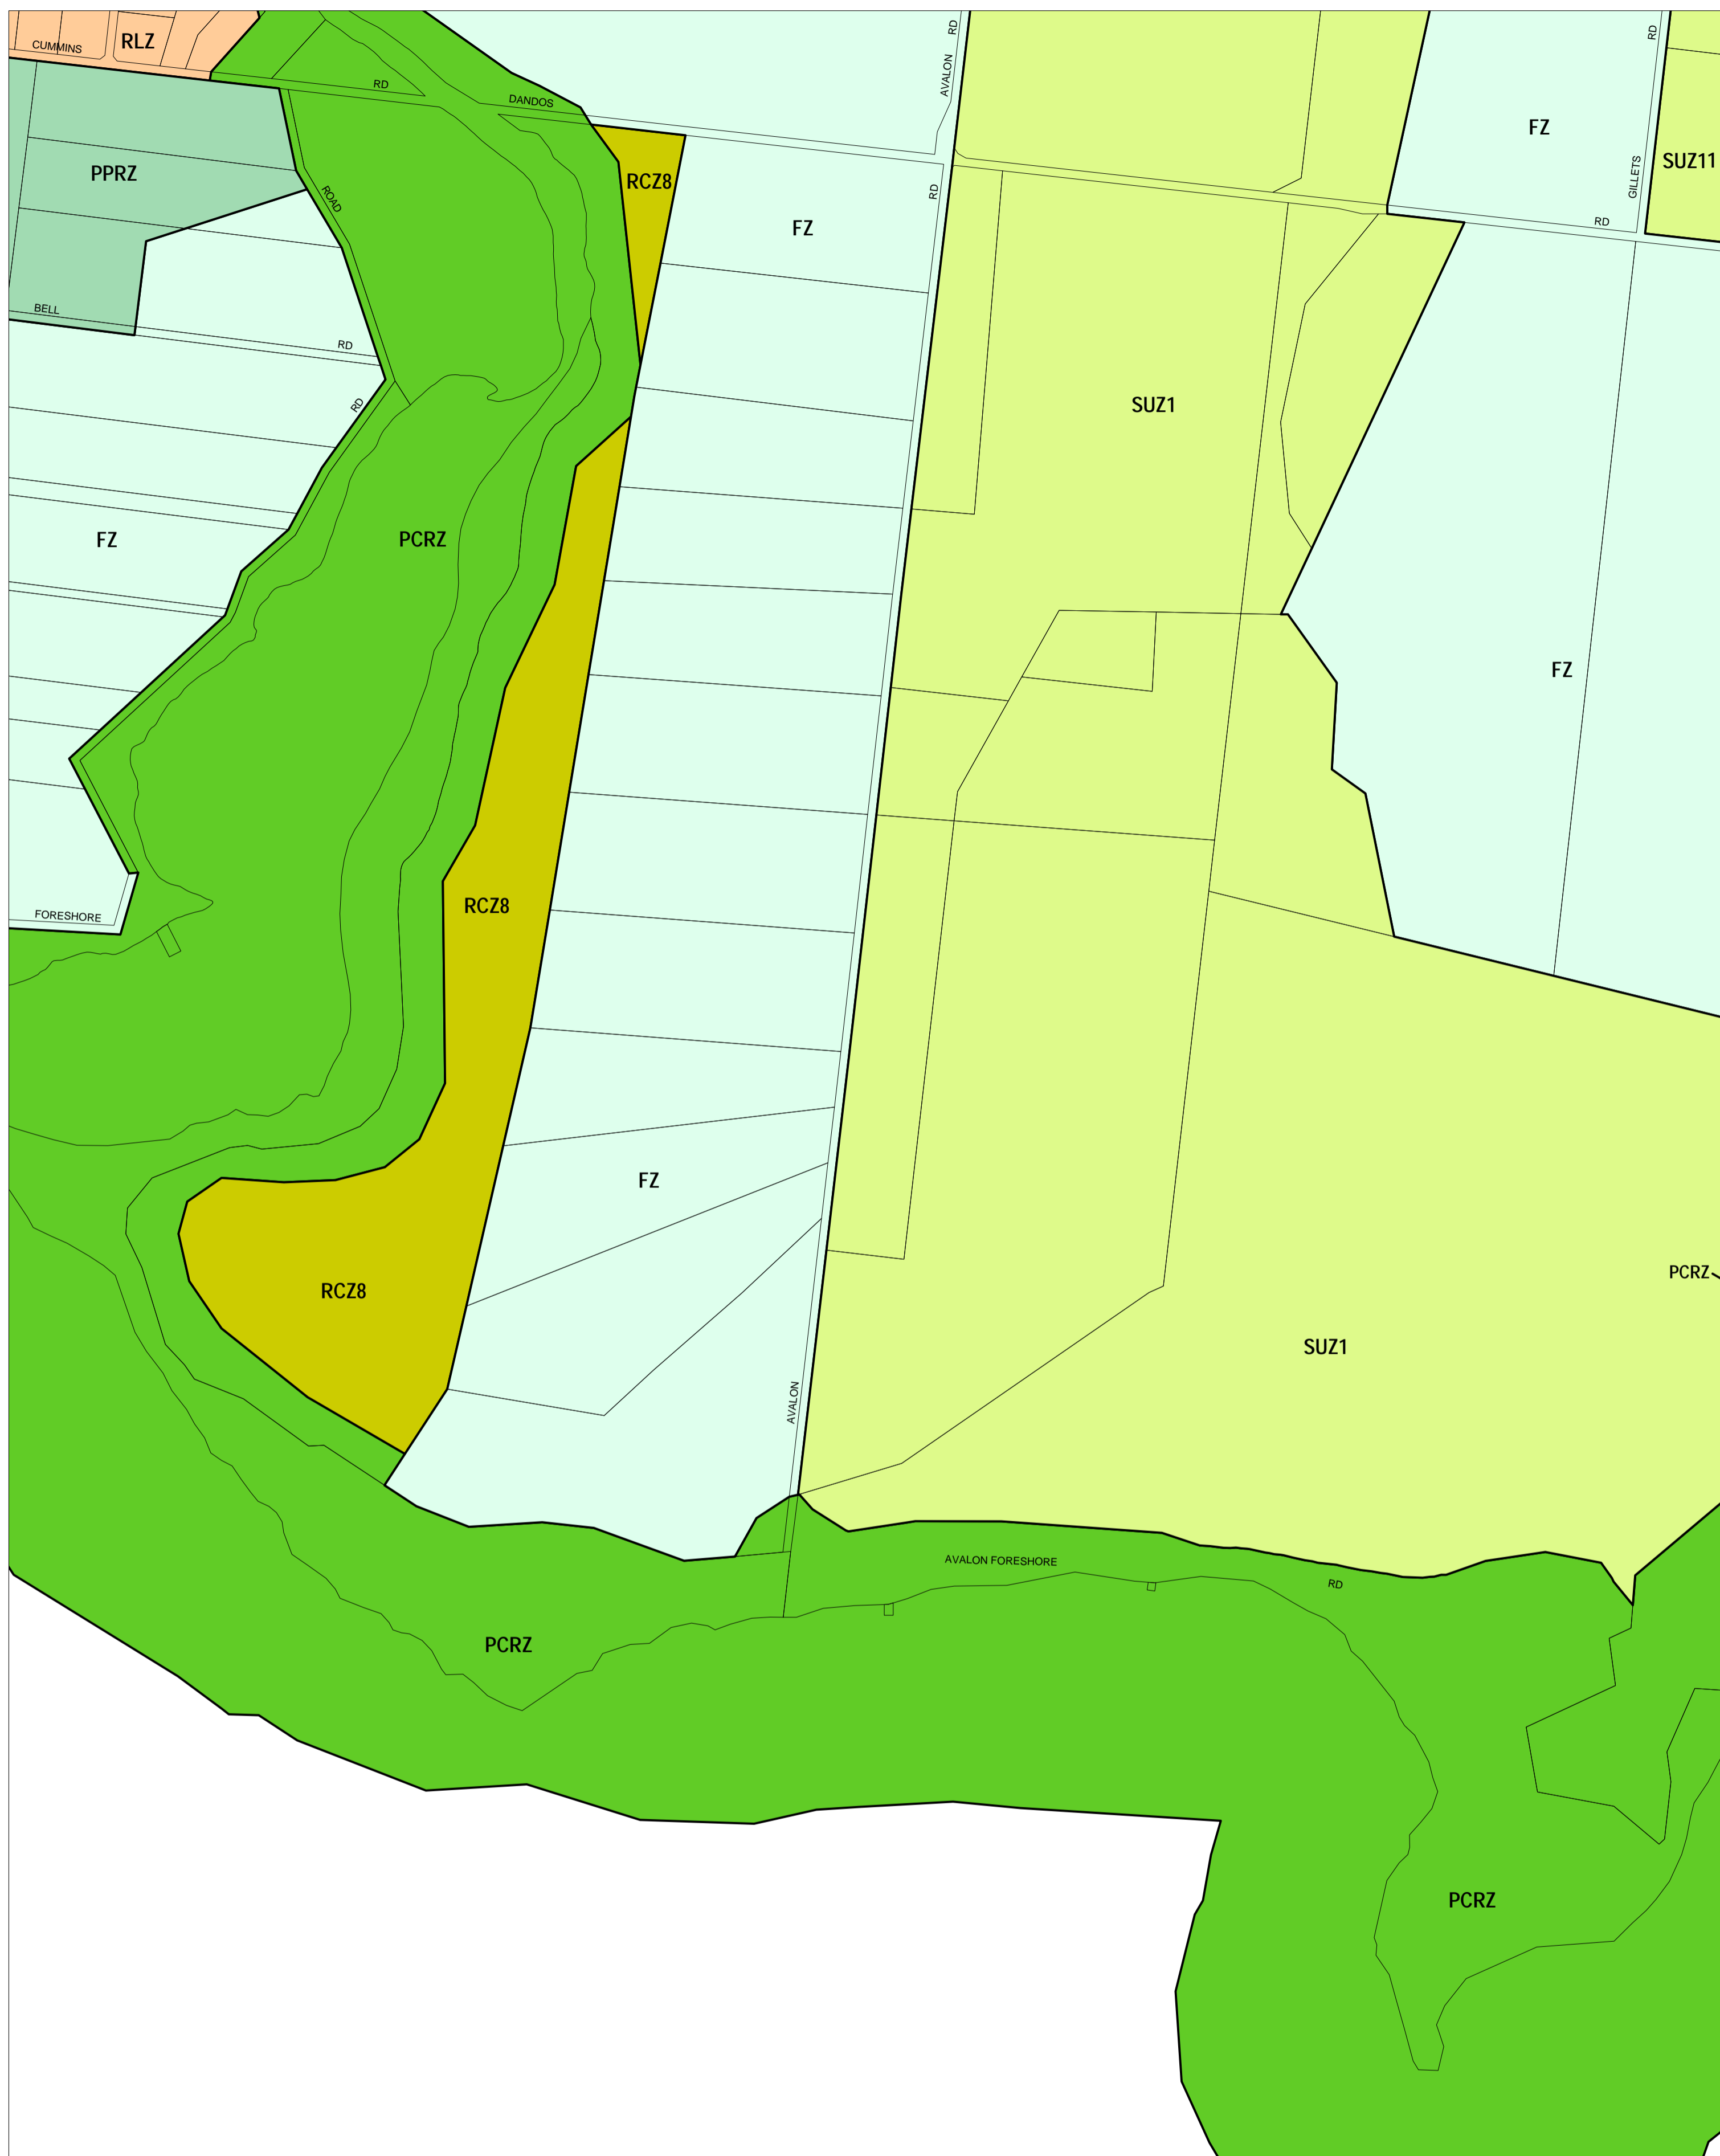 RLZ
CUMMINS
RD
DANDOS
AVALON
RD
FZ
RD
GILLETS
SUZ11
PPRZ
ROAD
RCZ8
RD
FZ
RD
BELL
RD
RD
SUZ1
FZ
PCRZ
FZ
RCZ8
FORESHORE
FZ
RCZ8
PCRZ
SUZ1
AVALON
AVALON FORESHORE
RD
PCRZ
PCRZ